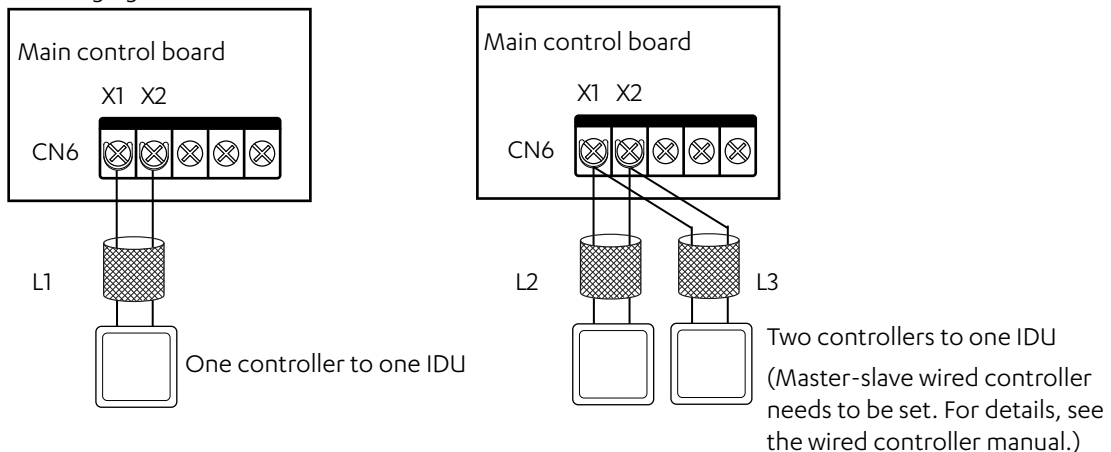 Main control board
X1 X2
CN6
L1
One controller to one IDU
Main control board
X1 X2
CN6
L2
L3
Two controllers to one IDU
(Master-slave wired controller
needs to be set. For details, see
the wired controller manual.)